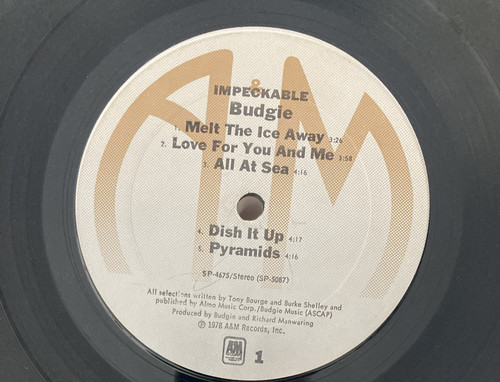 A&M
IMPECKABLE
Budgie
1. Melt The Ice Away 3:26
2. Love For You And Me 3:58
3. All At Sea 4:16
4. Dish It Up 4:17
5. Pyramids 4:16
SP-4675/Stereo (SP-5087)
All selections written by Tony Bourge and Burke Shelley and
published by Almo Music Corp./Budgie Music (ASCAP)
Produced by Budgie and Richard Manwaring
℗ 1978 A&M Records, Inc.
A&M 1